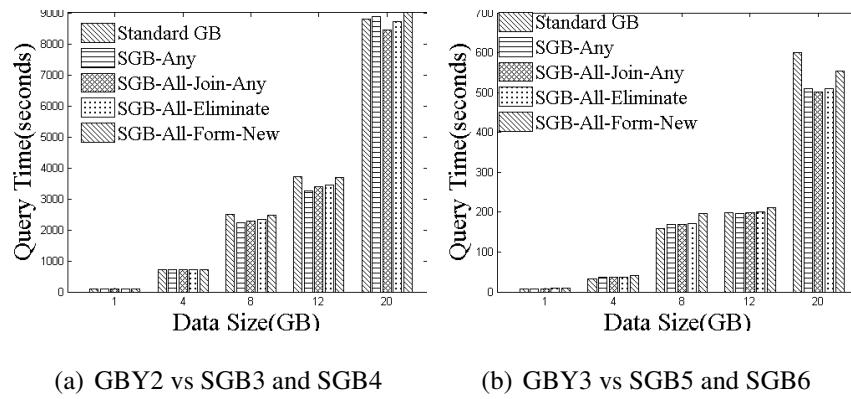 9000
8000
7000
6000
5000
4000
3000
2000
1000
0
Query Time(seconds)
Standard GB
SGB-Any
SGB-All-Join-Any
SGB-All-Eliminate
SGB-All-Form-New
1 4 8 12 20
Data Size(GB)
(a) GBY2 vs SGB3 and SGB4
700
600
500
400
300
200
100
0
Query Time(seconds)
Standard GB
SGB-Any
SGB-All-Join-Any
SGB-All-Eliminate
SGB-All-Form-New
1 4 8 12 20
Data Size(GB)
(b) GBY3 vs SGB5 and SGB6